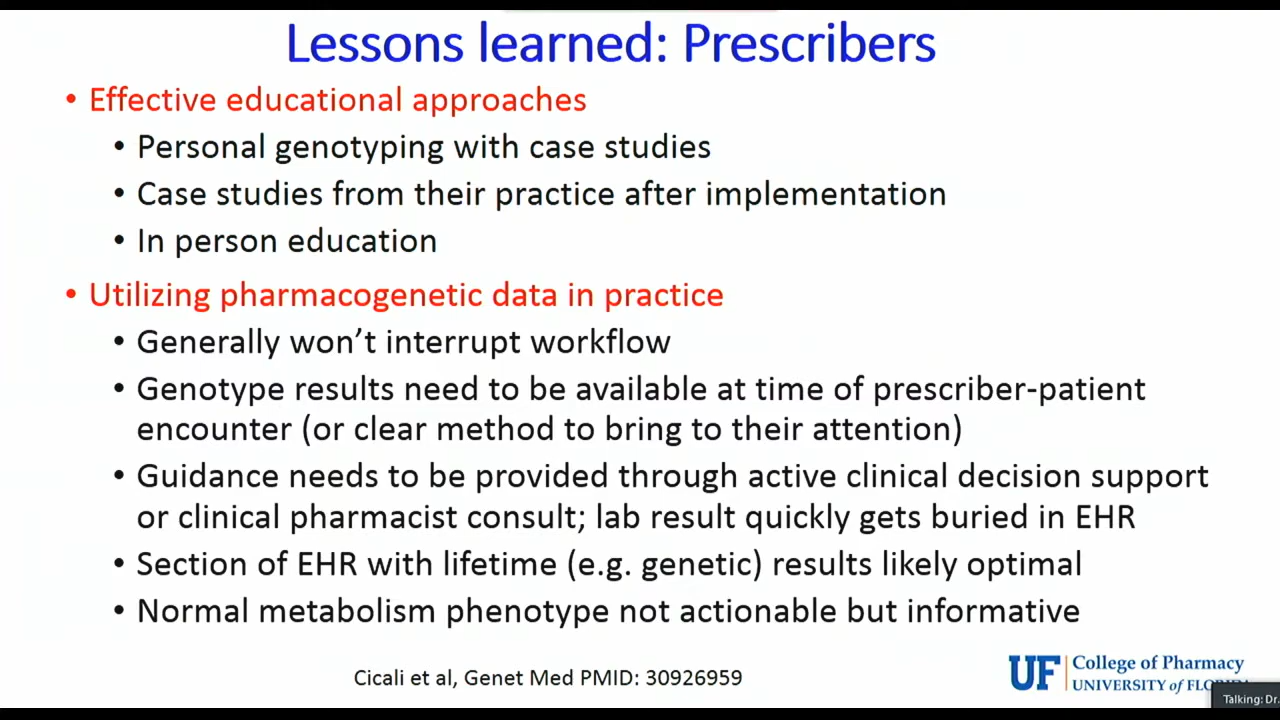 Lessons learned: Prescribers
• Effective educational approaches
• Personal genotyping with case studies
• Case studies from their practice after implementation
• In person education
• Utilizing pharmacogenetic data in practice
• Generally won’t interrupt workflow
• Genotype results need to be available at time of prescriber-patient
encounter (or clear method to bring to their attention)
• Guidance needs to be provided through active clinical decision support
or clinical pharmacist consult; lab result quickly gets buried in EHR
• Section of EHR with lifetime (e.g. genetic) results likely optimal
• Normal metabolism phenotype not actionable but informative
Cicali et al, Genet Med PMID: 30926959
UF College of Pharmacy
UNIVERSITY of
Talking: Dr.